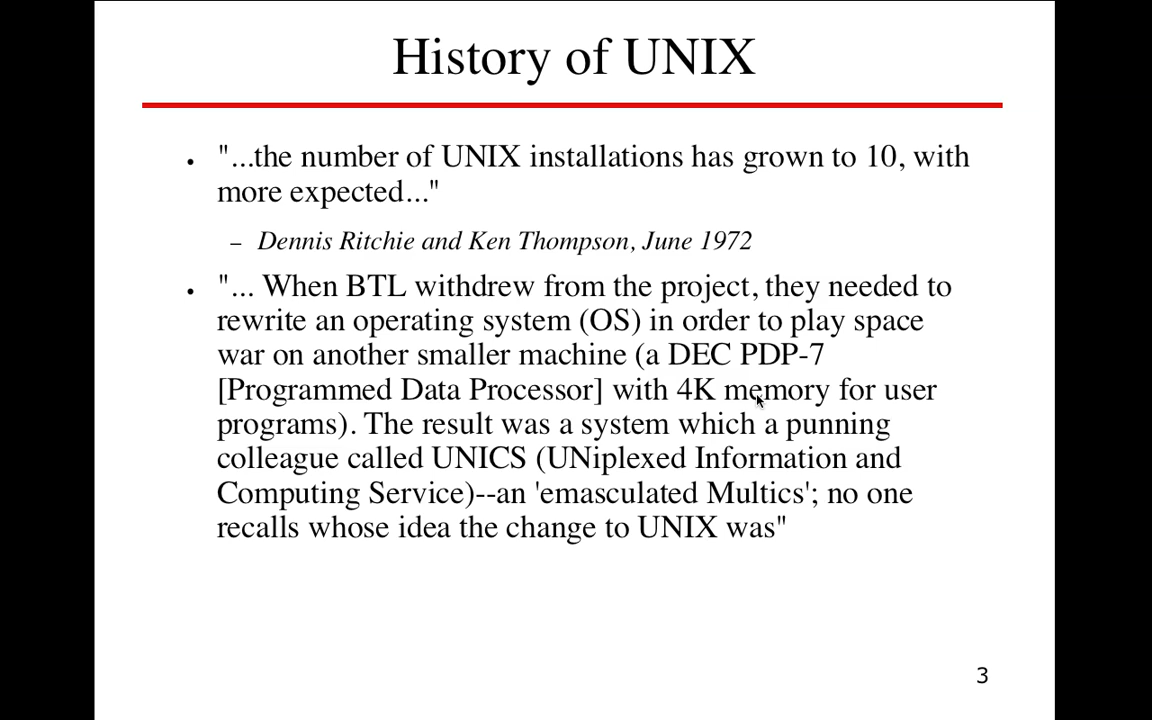 History of UNIX
• "...the number of UNIX installations has grown to 10, with
more expected..."
– Dennis Ritchie and Ken Thompson, June 1972
• "... When BTL withdrew from the project, they needed to
rewrite an operating system (OS) in order to play space
war on another smaller machine (a DEC PDP-7
[Programmed Data Processor] with 4K memory for user
programs). The result was a system which a punning
colleague called UNICS (UNiplexed Information and
Computing Service)--an 'emasculated Multics'; no one
recalls whose idea the change to UNIX was"
3